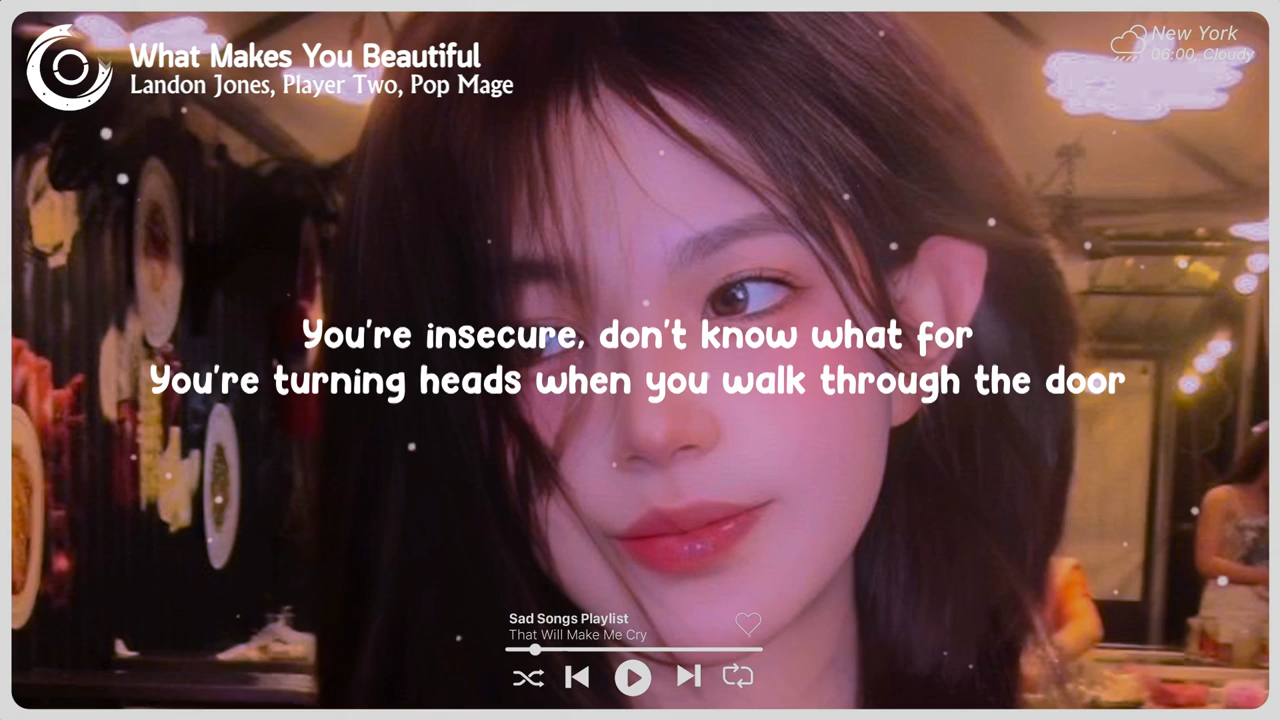 What Makes You Beautiful
Landon Jones, Player Two, Pop Mage
New York
06:00, Cloudy
You're insecure, don't know what for
You're turning heads when you walk through the door
Sad Songs Playlist
That Will Make Me Cry